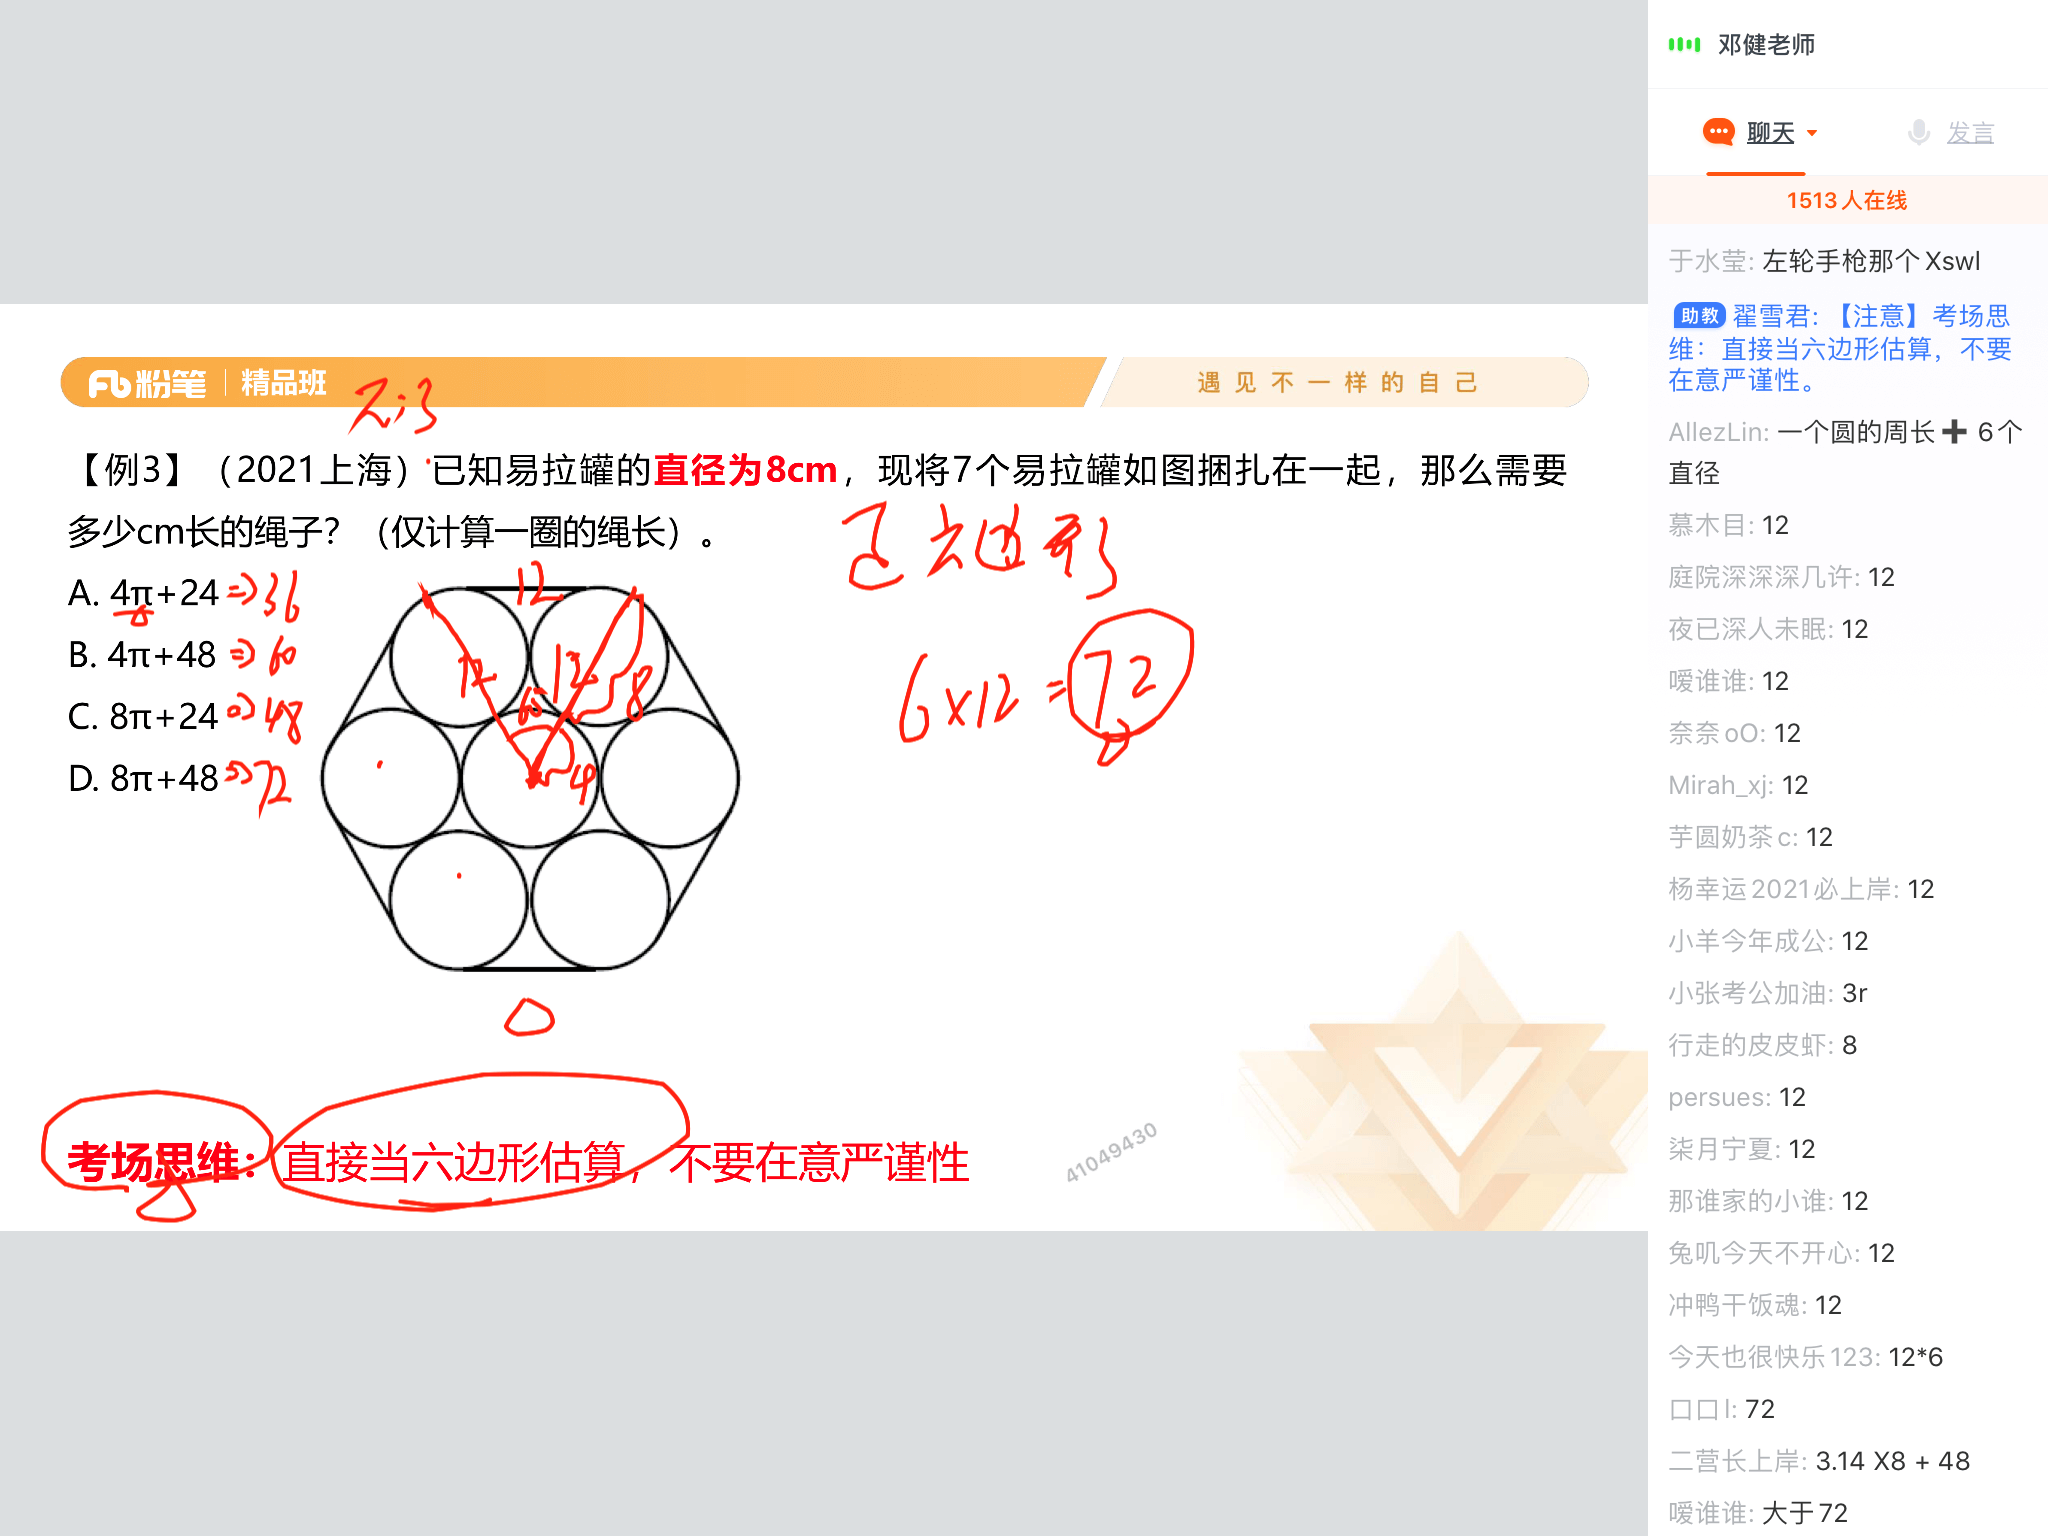 粉笔 精品班
遇见不一样的自己
【例3】（2021上海）已知易拉罐的直径为8cm，现将7个易拉罐如图捆扎在一起，那么需要
多少cm长的绳子？（仅计算一圈的绳长）。
正六边形
A. 4π+24 => 36
B. 4π+48 => 60
C. 8π+24 => 48
D. 8π+48 => 72
12
12
12
8
60
4
6×12=72
考场思维：直接当六边形估算，不要在意严谨性
41049430
邓健老师
聊天
发言
1513人在线
于水莹: 左轮手枪那个Xswl
助教 翟雪君: 【注意】考场思
维：直接当六边形估算，不要
在意严谨性。
AllezLin: 一个圆的周长➕ 6个
直径
慕木目: 12
庭院深深深几许: 12
夜已深人未眠: 12
嗳谁谁: 12
奈奈oO: 12
Mirah_xj: 12
芋圆奶茶c: 12
杨幸运2021必上岸: 12
小羊今年成公: 12
小张考公加油: 3r
行走的皮皮虾: 8
persues: 12
柒月宁夏: 12
那谁家的小谁: 12
兔叽今天不开心: 12
冲鸭干饭魂: 12
今天也很快乐123: 12*6
口口l: 72
二营长上岸: 3.14 X8 + 48
嗳谁谁: 大于72